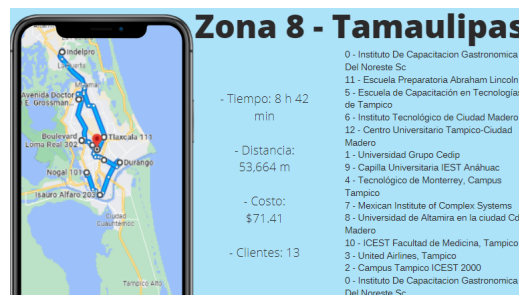 Zona 8 - Tamaulipas
- Tiempo: 8 h 42
min
- Distancia:
53,664 m
- Costo:
$71.41
- Clientes: 13
0 - Instituto De Capacitacion Gastronomica
Del Noreste Sc
11 - Escuela Preparatoria Abraham Lincoln
5 - Escuela de Capacitación en Tecnologías
de Tampico
6 - Instituto Tecnológico de Ciudad Madero
12 - Centro Universitario Tampico-Ciudad
Madero
1 - Universidad Grupo Cedip
9 - Capilla Universitaria IEST Anáhuac
4 - Tecnológico de Monterrey, Campus
Tampico
7 - Mexican Institute of Complex Systems
8 - Universidad de Altamira en la ciudad Cd
Madero
10 - ICEST Facultad de Medicina, Tampico
3 - United Airlines, Tampico
2 - Campus Tampico ICEST 2000
0 - Instituto De Capacitacion Gastronomica
Del Noreste Sc
Indelpro
Avenida Doctor
E. Grossman...
Boulevard
Loma Real 302
Tlaxcala 111
Durango
Nogal 101
Isauro Alfaro 203
Ciudad
Cuauhtemoc
Tampico Alto